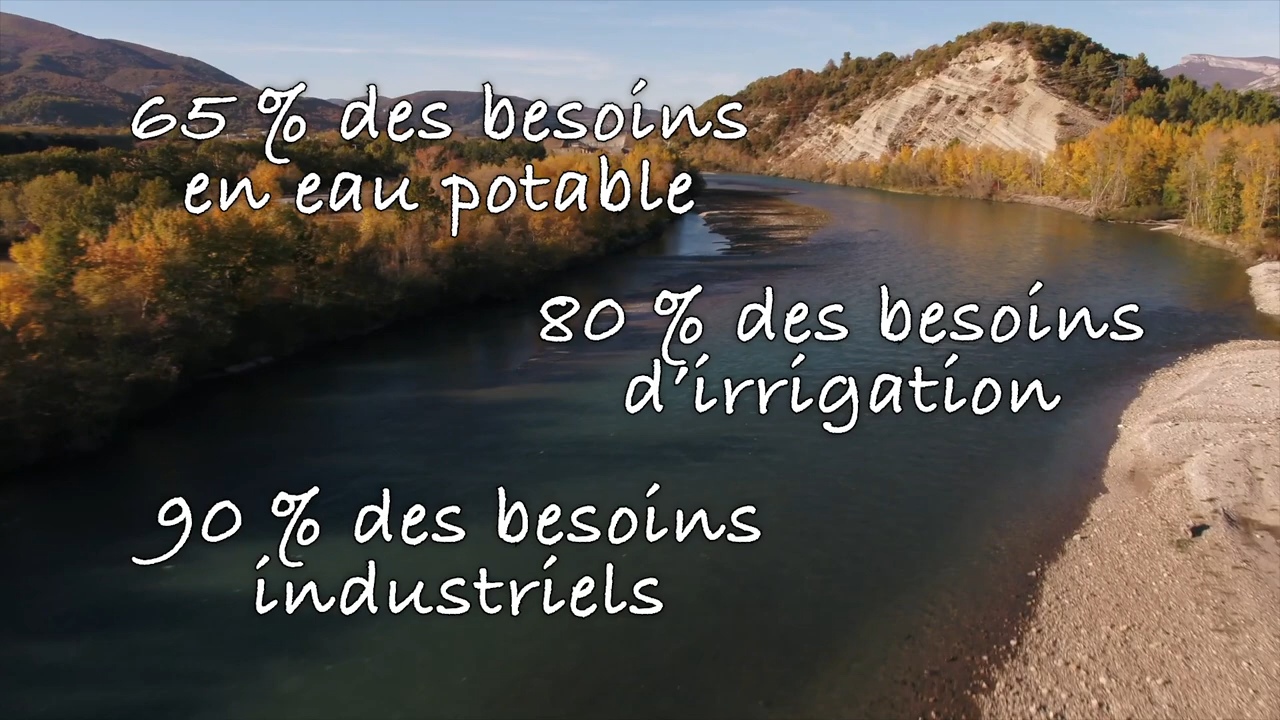 65 % des besoins
en eau potable
80 % des besoins
d'irrigation
90 % des besoins
industriels